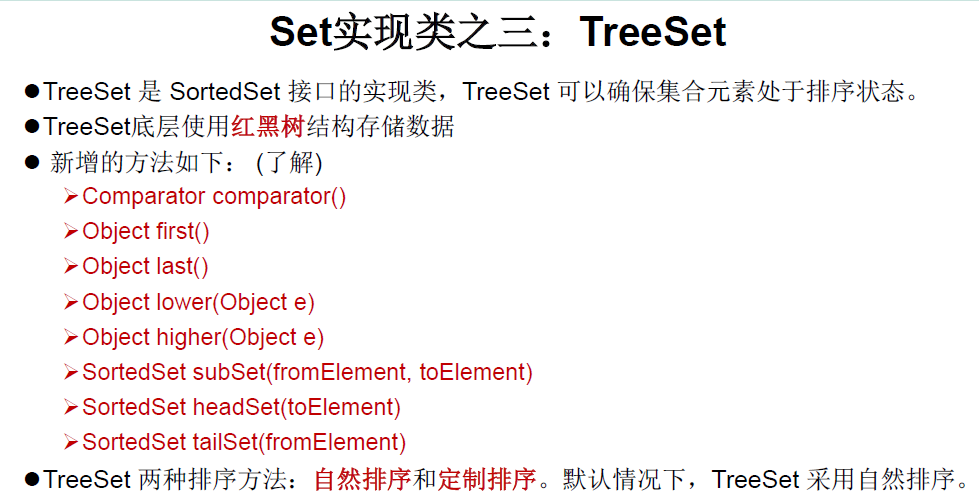 Set实现类之三：TreeSet
●TreeSet 是 SortedSet 接口的实现类，TreeSet 可以确保集合元素处于排序状态。
●TreeSet底层使用红黑树结构存储数据
● 新增的方法如下： (了解)
➢Comparator comparator()
➢Object first()
➢Object last()
➢Object lower(Object e)
➢Object higher(Object e)
➢SortedSet subSet(fromElement, toElement)
➢SortedSet headSet(toElement)
➢SortedSet tailSet(fromElement)
●TreeSet 两种排序方法：自然排序和定制排序。默认情况下，TreeSet 采用自然排序。